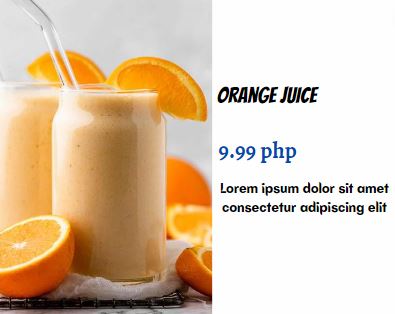 ORANGE JUICE
9.99 php
Lorem ipsum dolor sit amet
consectetur adipiscing elit